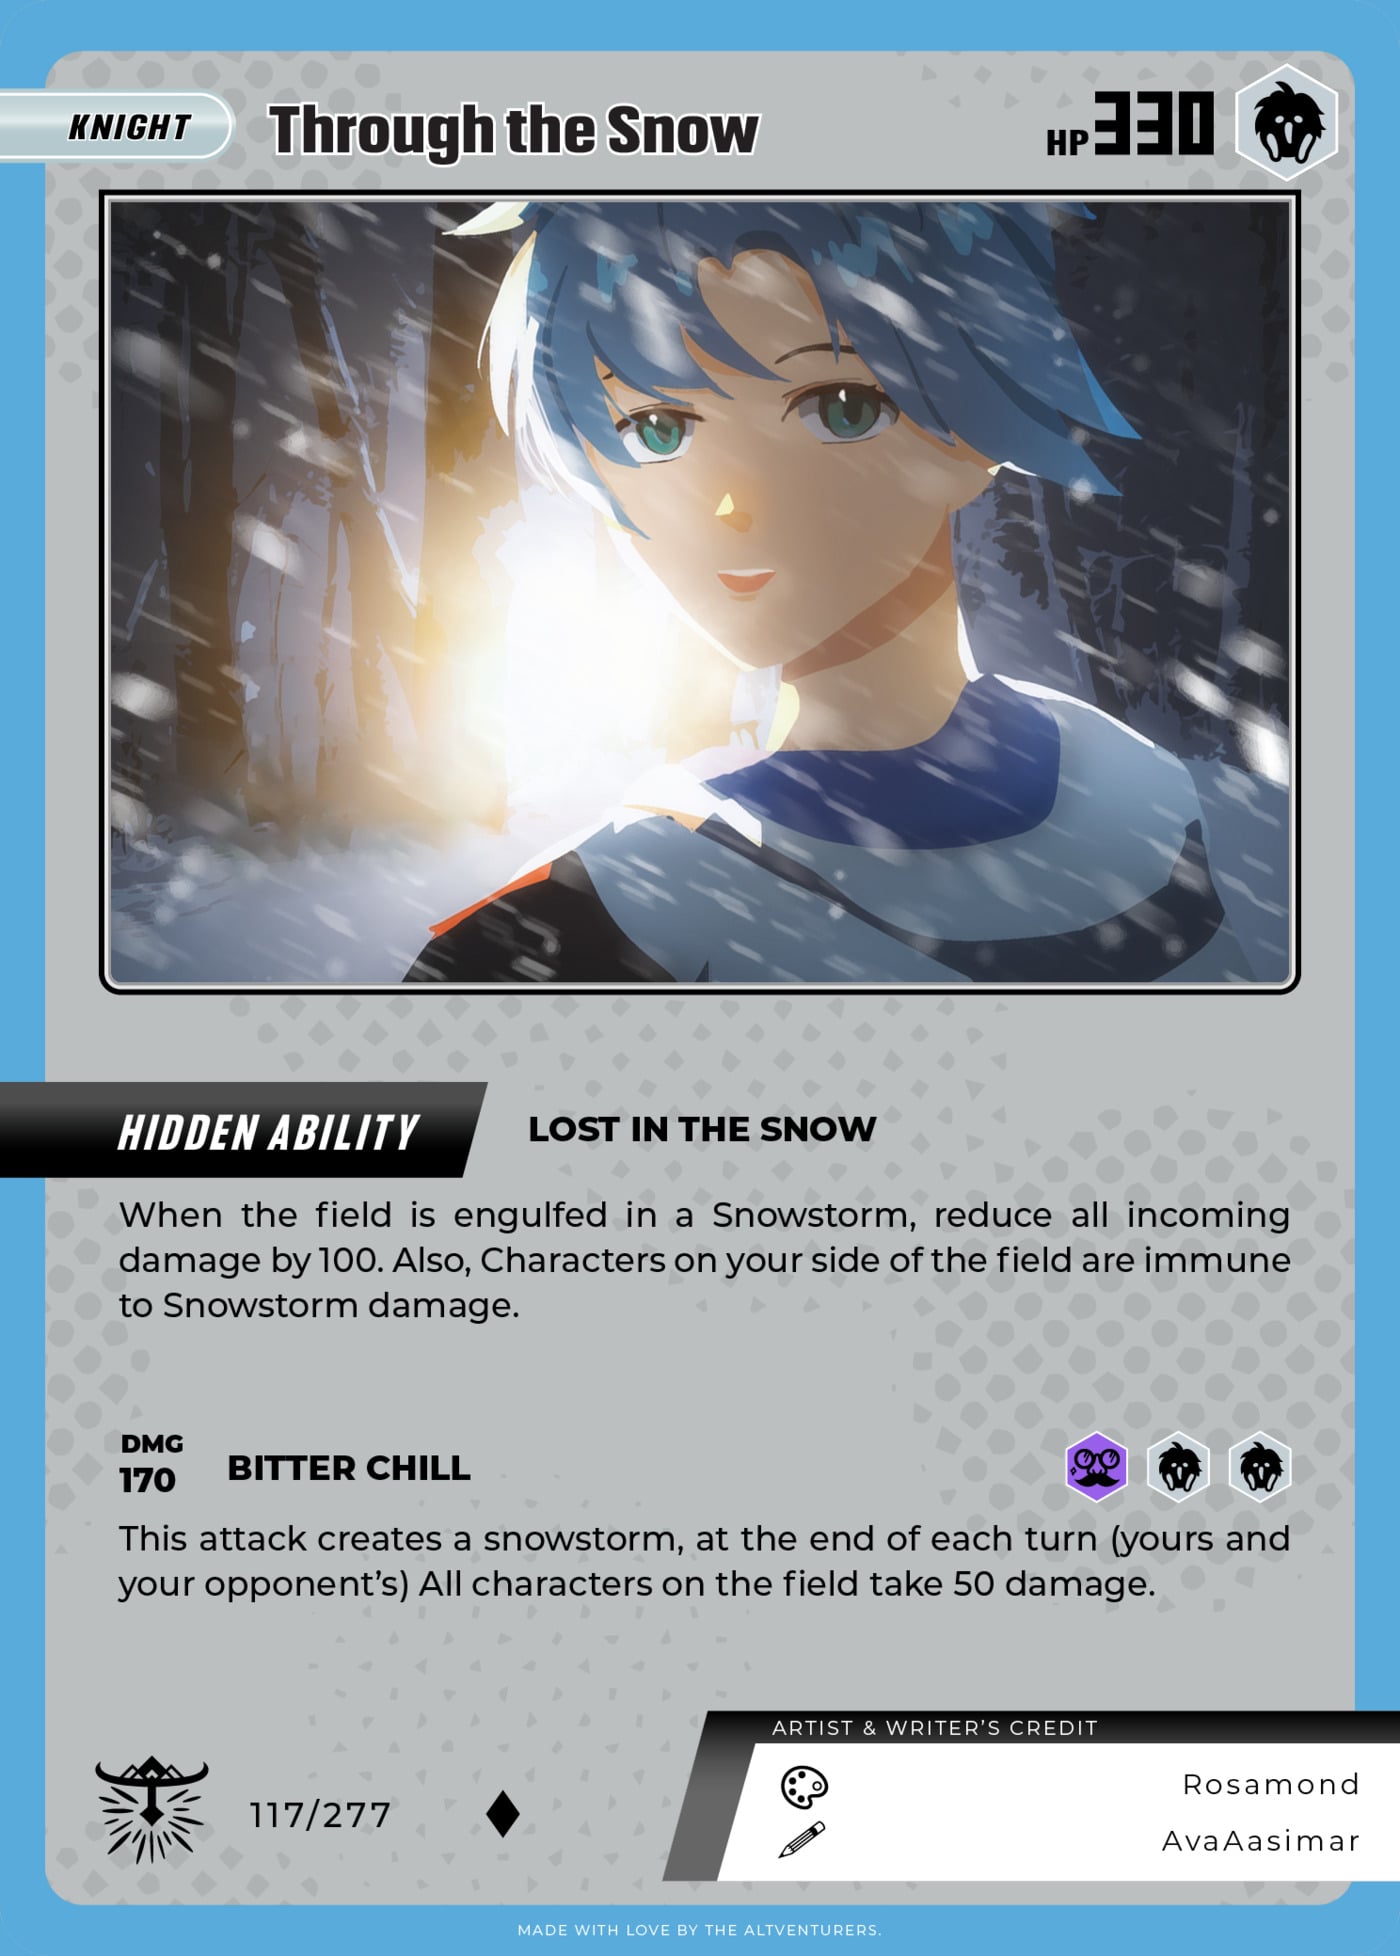 KNIGHT
Through the Snow
HP 330
HIDDEN ABILITY
LOST IN THE SNOW
When the field is engulfed in a Snowstorm, reduce all incoming
damage by 100. Also, Characters on your side of the field are immune
to Snowstorm damage.
DMG
170
BITTER CHILL
This attack creates a snowstorm, at the end of each turn (yours and
your opponent’s) All characters on the field take 50 damage.
ARTIST & WRITER’S CREDIT
Rosamond
AvaAasimar
117/277
MADE WITH LOVE BY THE ALTVENTURERS.